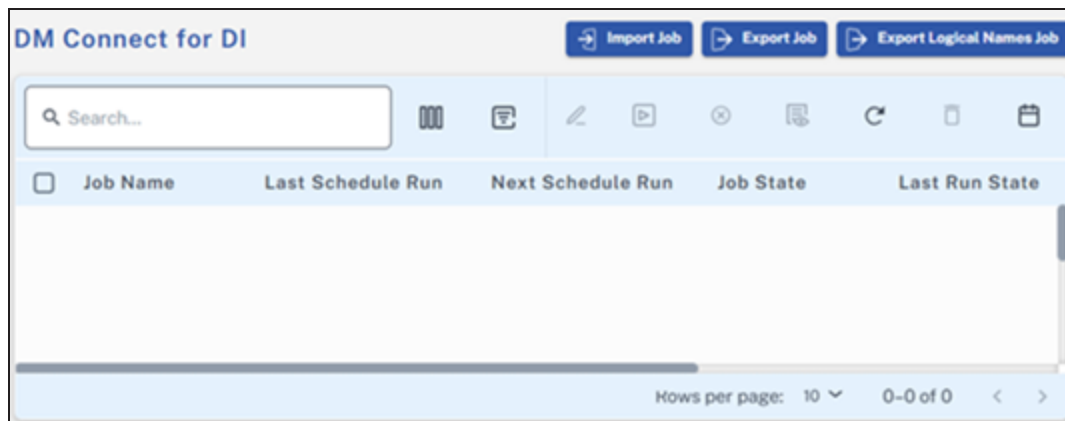 DM Connect for DI
Import Job
Export Job
Export Logical Names Job
Search...
Job Name Last Schedule Run Next Schedule Run Job State Last Run State
Rows per page: 10 0-0 of 0